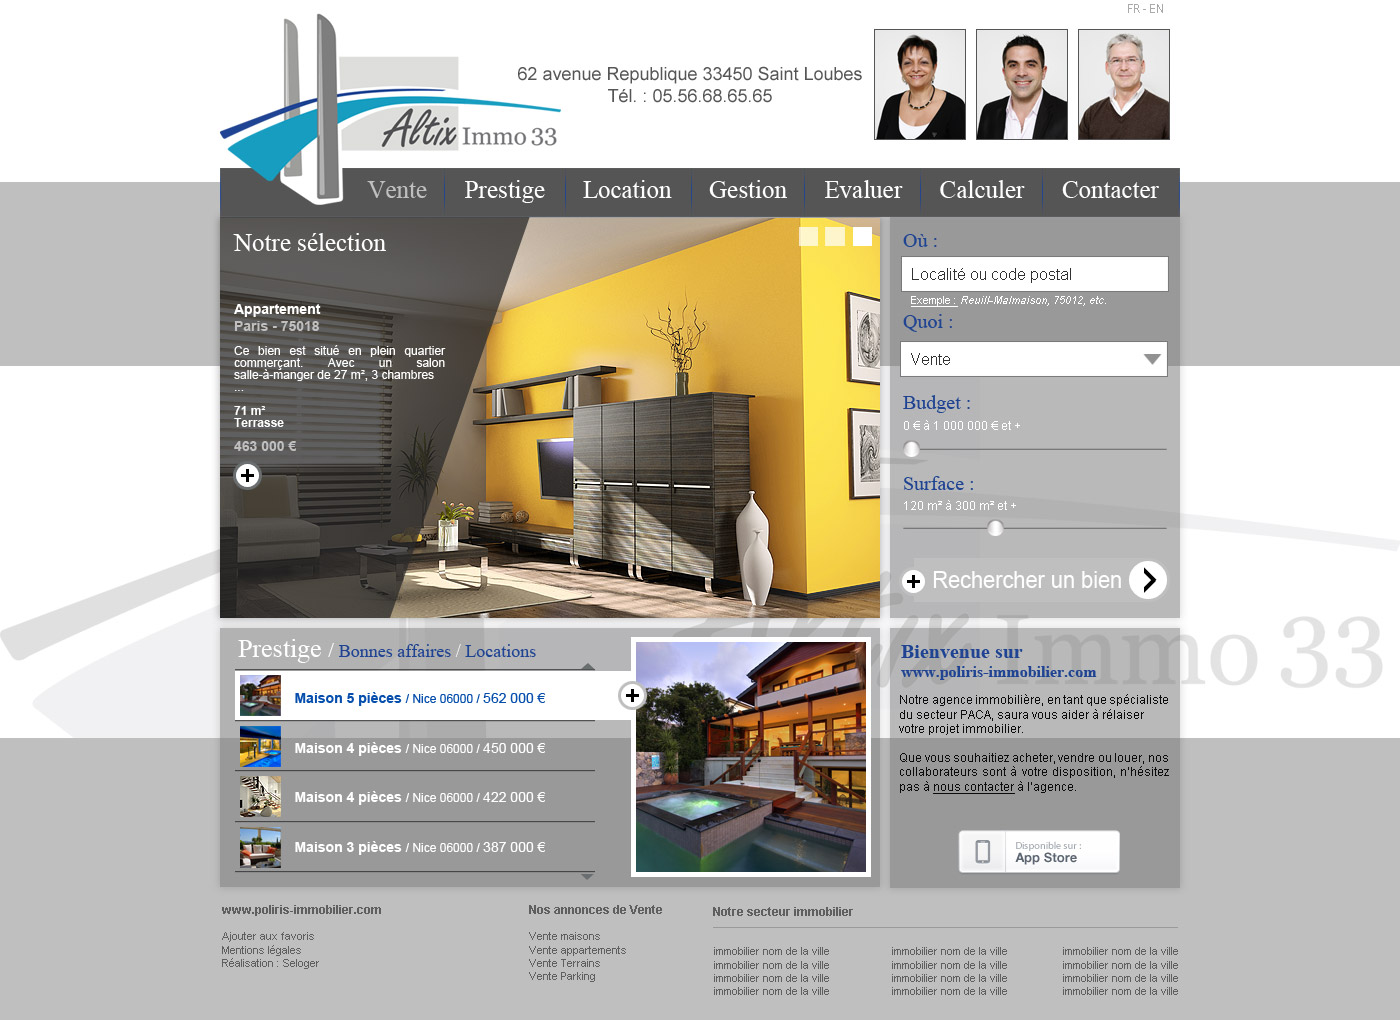 FR - EN
62 avenue Republique 33450 Saint Loubes
Tél. : 05.56.68.65.65
Altix Immo 33
Vente Prestige Location Gestion Evaluer Calculer Contacter
Notre sélection
Appartement
Paris - 75018
Ce bien est situé en plein quartier
commerçant. Avec un salon
salle-à-manger de 27 m², 3 chambres
...
71 m²
Terrasse
463 000 €
Où :
Localité ou code postal
Exemple : Reuill-Malmaison, 75012, etc.
Quoi :
Vente
Budget :
0 € à 1 000 000 € et +
Surface :
120 m² à 300 m² et +
Rechercher un bien
Prestige / Bonnes affaires / Locations
Maison 5 pièces / Nice 06000 / 562 000 €
Maison 4 pièces / Nice 06000 / 450 000 €
Maison 4 pièces / Nice 06000 / 422 000 €
Maison 3 pièces / Nice 06000 / 387 000 €
Altix Immo 33
Bienvenue sur
www.poliris-immobilier.com
Notre agence immobilière, en tant que spécialiste
du secteur PACA, saura vous aider à rélaiser
votre projet immobilier.
Que vous souhaitiez acheter, vendre ou louer, nos
collaborateurs sont à votre disposition, n'hésitez
pas à nous contacter à l'agence.
Disponible sur :
App Store
www.poliris-immobilier.com
Ajouter aux favoris
Mentions légales
Réalisation : Seloger
Nos annonces de Vente
Vente maisons
Vente appartements
Vente Terrains
Vente Parking
Notre secteur immobilier
immobilier nom de la ville immobilier nom de la ville immobilier nom de la ville
immobilier nom de la ville immobilier nom de la ville immobilier nom de la ville
immobilier nom de la ville immobilier nom de la ville immobilier nom de la ville
immobilier nom de la ville immobilier nom de la ville immobilier nom de la ville